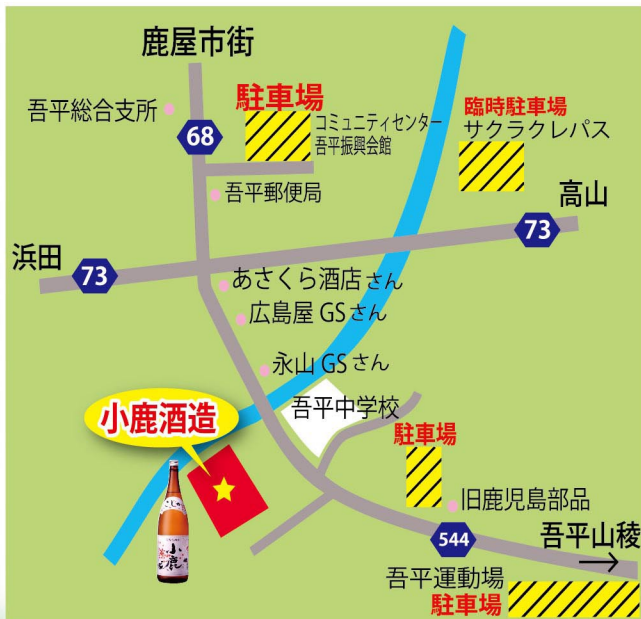 鹿屋市街
吾平総合支所
68
駐車場
コミュニティセンター
吾平振興会館
臨時駐車場
サクラクレパス
吾平郵便局
高山
73
浜田
73
あさくら酒店さん
広島屋 GSさん
永山 GSさん
吾平中学校
小鹿酒造
駐車場
旧鹿児島部品
544
吾平山稜
吾平運動場
駐車場
小鹿